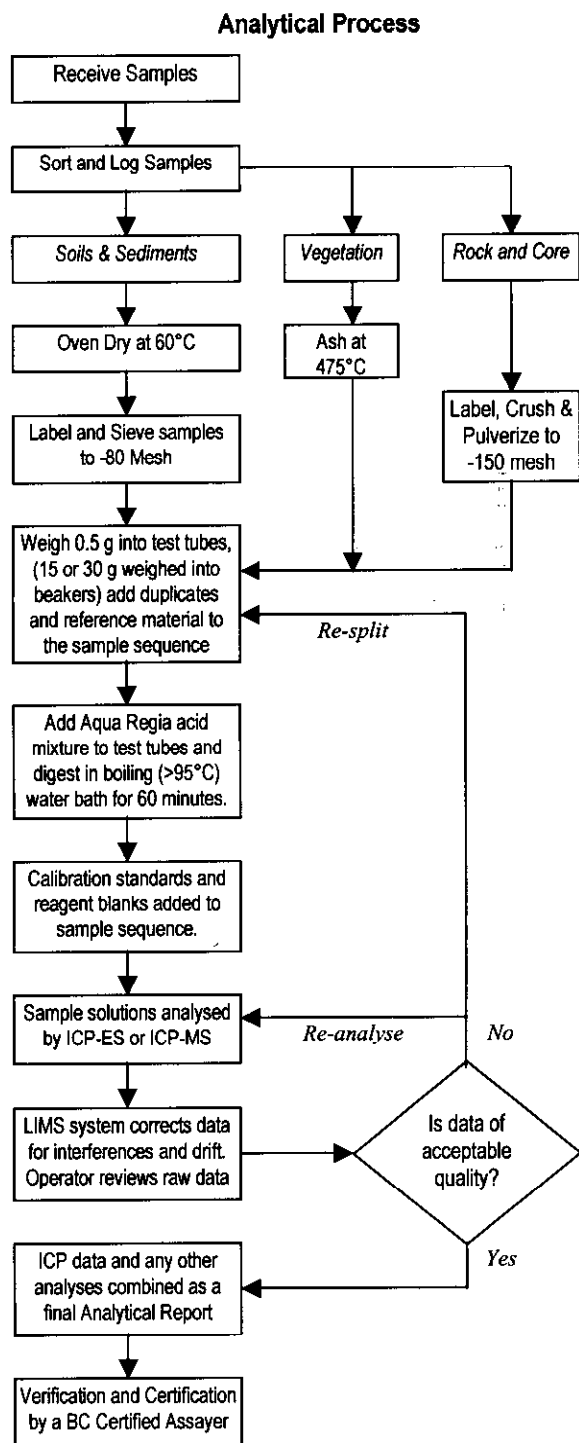 Analytical Process
Receive Samples
Sort and Log Samples
Soils & Sediments
Vegetation
Rock and Core
Oven Dry at 60°C
Ash at
475°C
Label and Sieve samples
to -80 Mesh
Label, Crush &
Pulverize to
-150 mesh
Weigh 0.5 g into test tubes,
(15 or 30 g weighed into
beakers) add duplicates
and reference material to
the sample sequence
Re-split
Add Aqua Regia acid
mixture to test tubes and
digest in boiling (>95°C)
water bath for 60 minutes.
Calibration standards and
reagent blanks added to
sample sequence.
Sample solutions analysed
by ICP-ES or ICP-MS
Re-analyse
No
LIMS system corrects data
for interferences and drift.
Operator reviews raw data
Is data of
acceptable
quality?
Yes
ICP data and any other
analyses combined as a
final Analytical Report
Verification and Certification
by a BC Certified Assayer